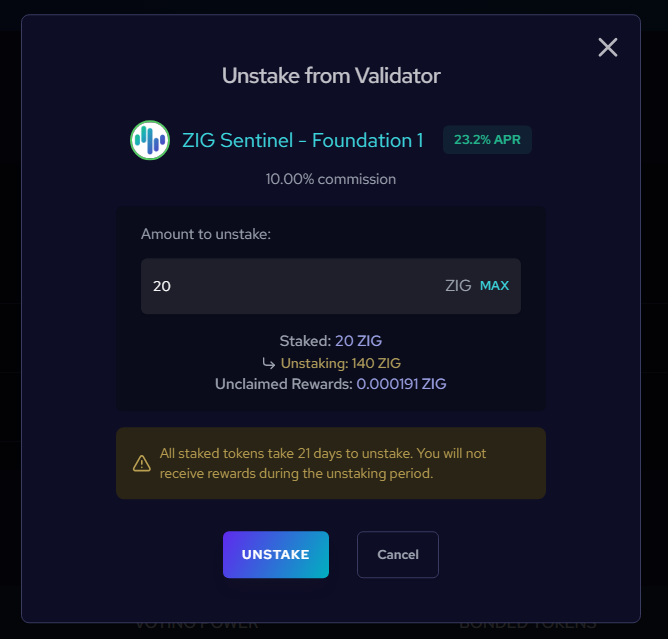 Unstake from Validator
ZIG Sentinel - Foundation 1 23.2% APR
10.00% commission
Amount to unstake:
20 ZIG MAX
Staked: 20 ZIG
Unstaking: 140 ZIG
Unclaimed Rewards: 0.000191 ZIG
All staked tokens take 21 days to unstake. You will not
receive rewards during the unstaking period.
UNSTAKE Cancel
VOTING POWER BONDED TOKENS